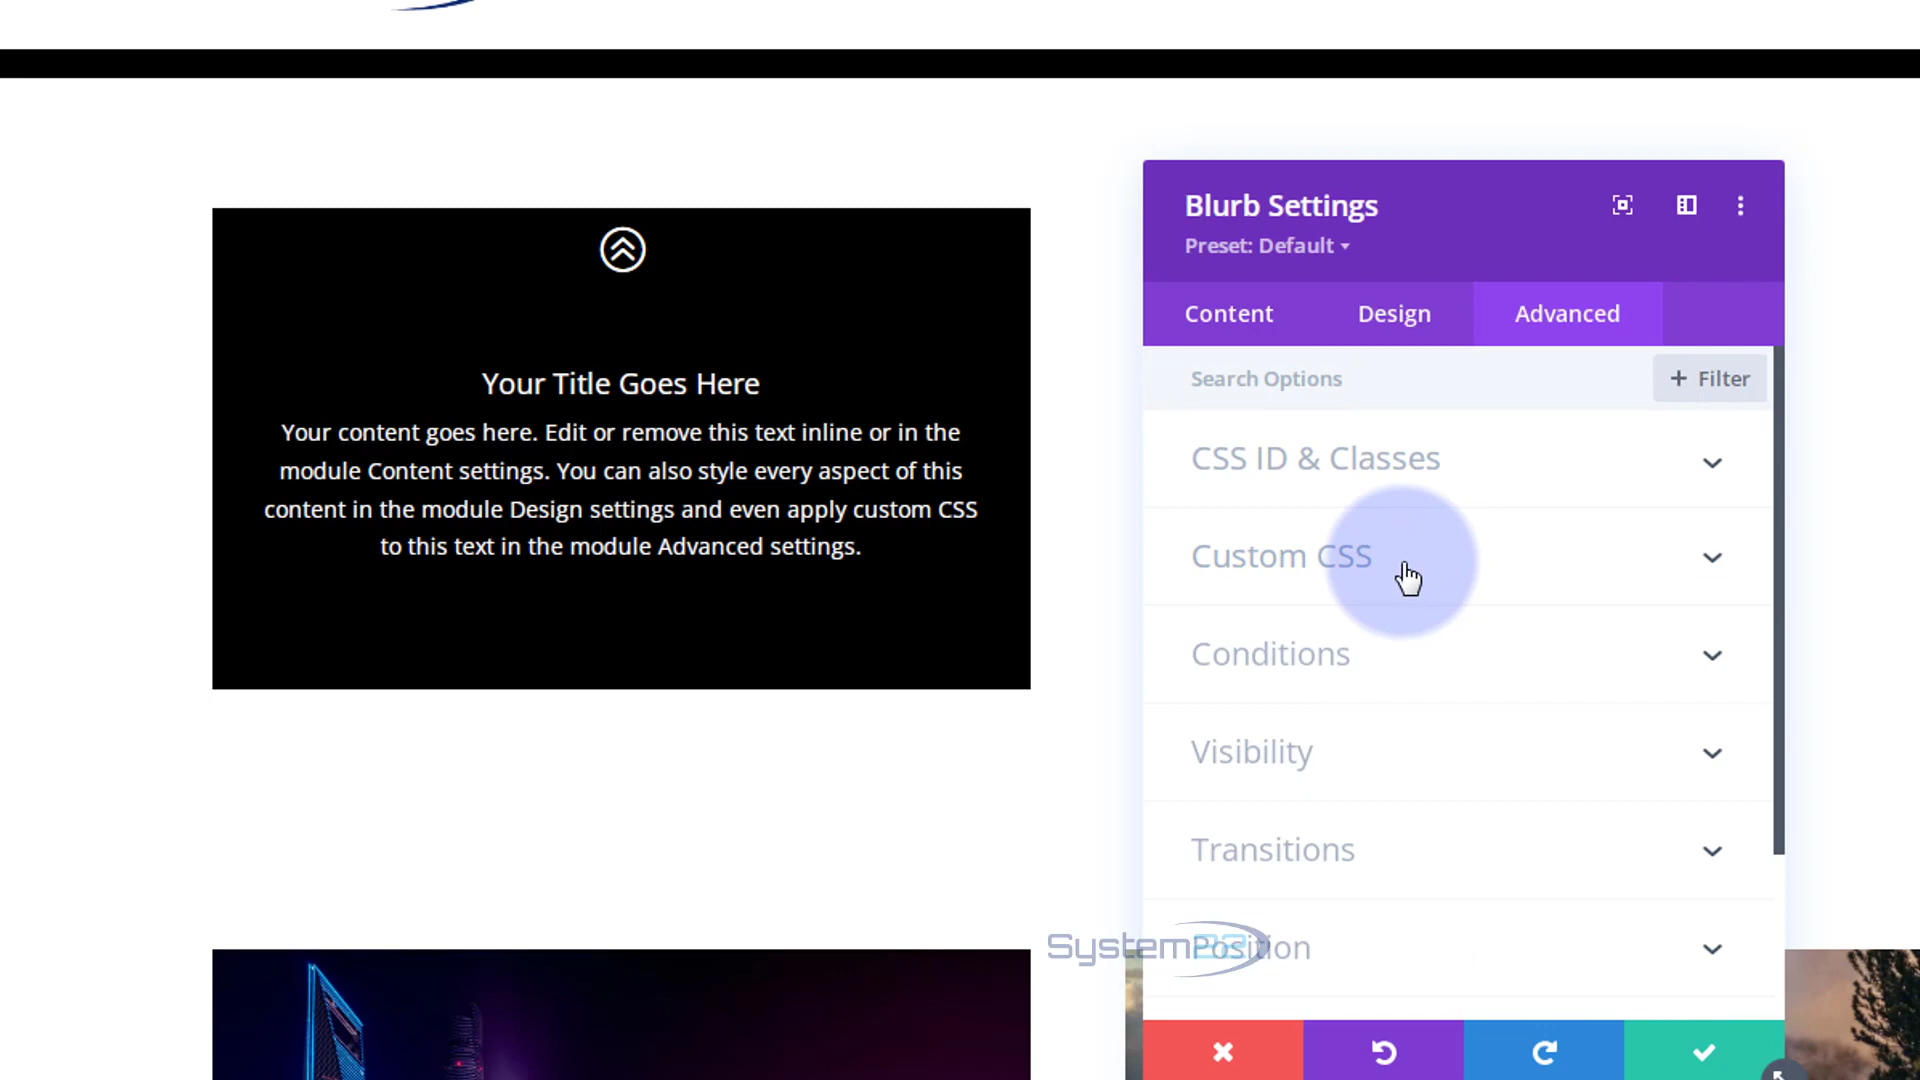 Blurb Settings
Preset: Default
Content
Design
Advanced
Search Options
+ Filter
CSS ID & Classes
Custom CSS
Conditions
Visibility
Transitions
Position
Your Title Goes Here
Your content goes here. Edit or remove this text inline or in the
module Content settings. You can also style every aspect of this
content in the module Design settings and even apply custom CSS
to this text in the module Advanced settings.
System22